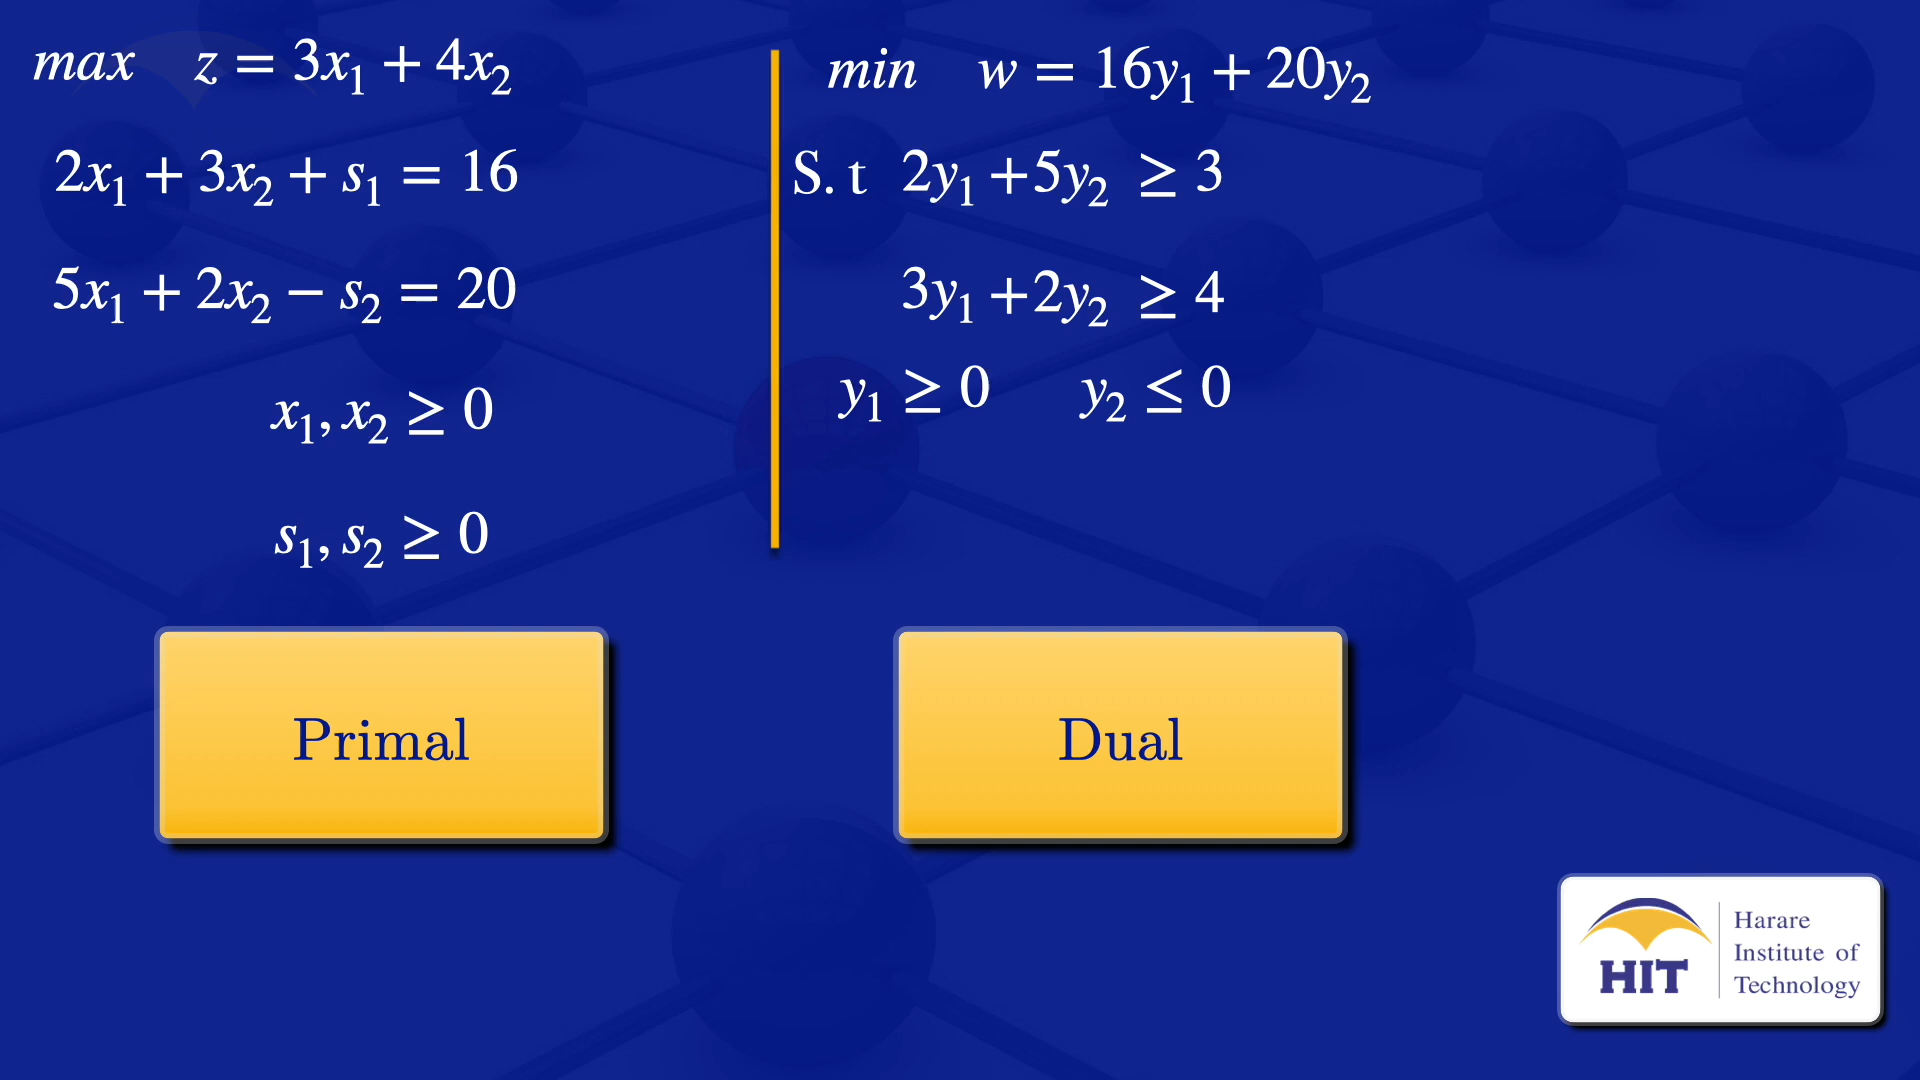 max z = 3x₁ + 4x₂
2x₁ + 3x₂ + s₁ = 16
5x₁ + 2x₂ − s₂ = 20
x₁, x₂ ≥ 0
s₁, s₂ ≥ 0
min w = 16y₁ + 20y₂
S. t 2y₁ +5y₂ ≥ 3
3y₁ +2y₂ ≥ 4
y₁ ≥ 0 y₂ ≤ 0
Primal
Dual
HIT
Harare
Institute of
Technology